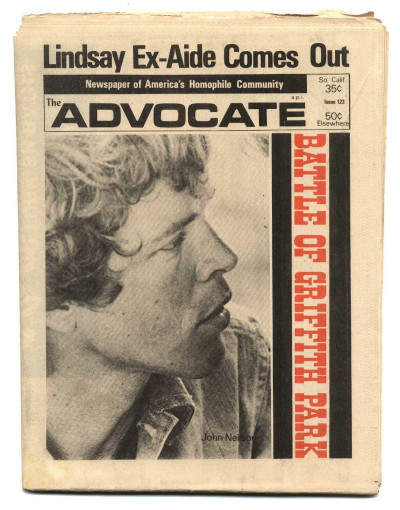 Lindsay Ex-Aide Comes Out
Newspaper of America's Homophile Community
So Calif
35¢
Issue 123
50¢
Elsewhere
The
ADVOCATE
BATTLE OF GRIFFITH PARK
John Nelson